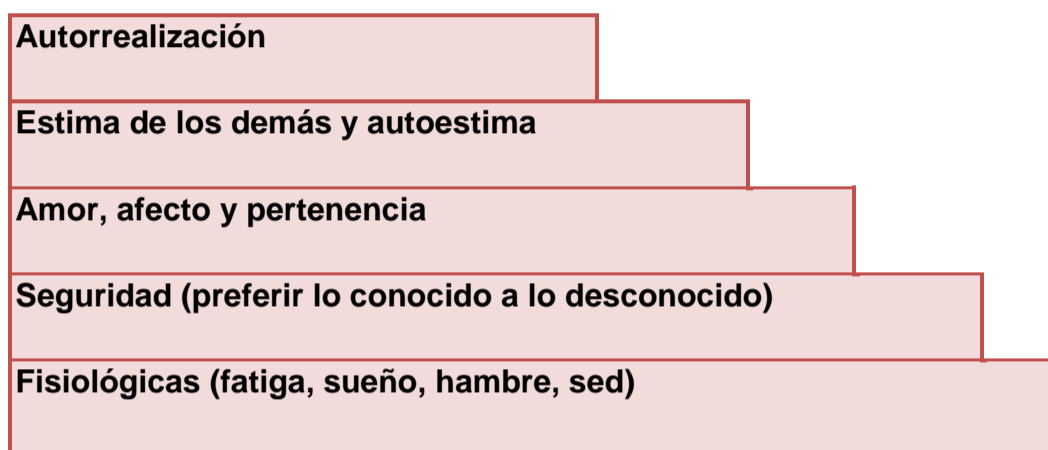 Autorrealización
Estima de los demás y autoestima
Amor, afecto y pertenencia
Seguridad (preferir lo conocido a lo desconocido)
Fisiológicas (fatiga, sueño, hambre, sed)